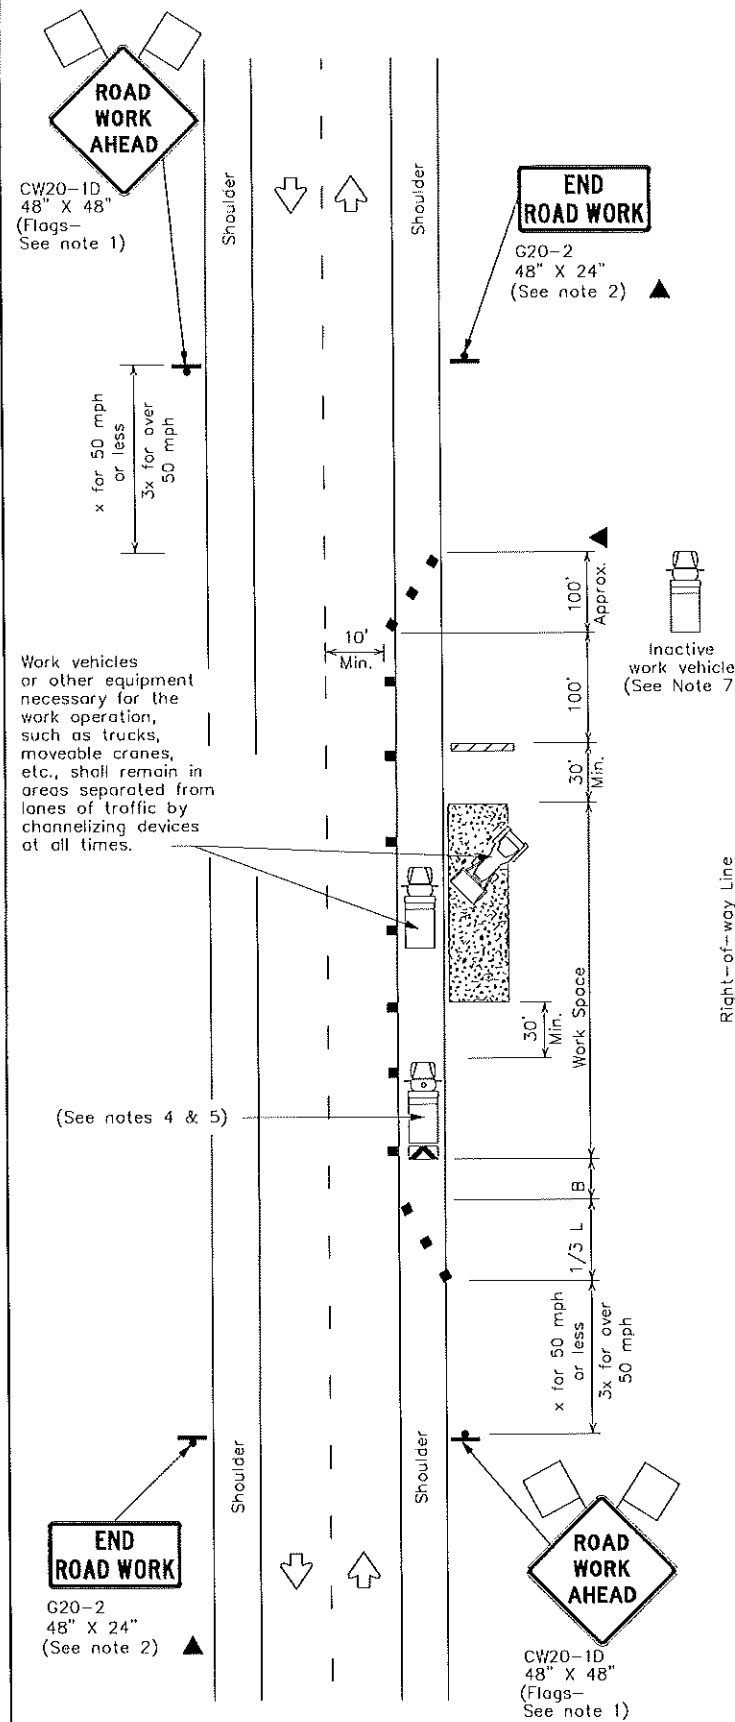 ROAD
WORK
AHEAD
CW20-1D
48" X 48"
(Flags-
See note 1)
Shoulder
Shoulder
END
ROAD WORK
G20-2
48" X 24"
(See note 2)
x for 50 mph
or less
3x for over
50 mph
100'
Approx.
Inactive
work vehicle
(See Note 7
10'
Min.
100'
30'
Min.
Work vehicles
or other equipment
necessary for the
work operation,
such as trucks,
moveable cranes,
etc., shall remain in
areas separated from
lanes of traffic by
channelizing devices
at all times.
Right-of-way Line
30'
Min.
Work Space
(See notes 4 & 5)
B
1/3 L
x for 50 mph
or less
3x for over
50 mph
Shoulder
Shoulder
END
ROAD WORK
G20-2
48" X 24"
(See note 2)
ROAD
WORK
AHEAD
CW20-1D
48" X 48"
(Flags-
See note 1)